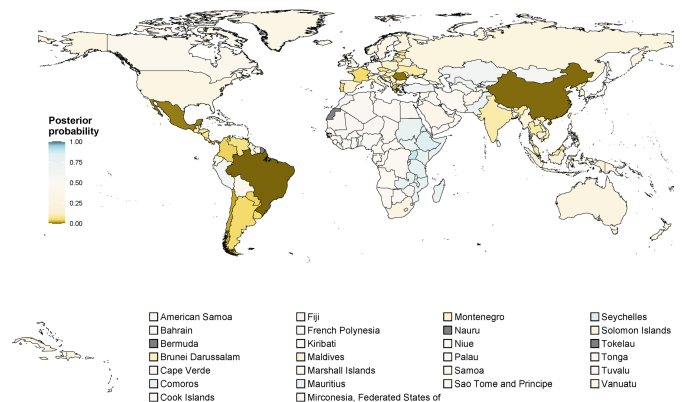 Posterior
probability
1.00
0.75
0.50
0.25
0.00
American Samoa
Bahrain
Bermuda
Brunei Darussalam
Cape Verde
Comoros
Cook Islands
Fiji
French Polynesia
Kiribati
Maldives
Marshall Islands
Mauritius
Mirconesia, Federated States of
Montenegro
Nauru
Niue
Palau
Samoa
Sao Tome and Principe
Seychelles
Solomon Islands
Tokelau
Tonga
Tuvalu
Vanuatu